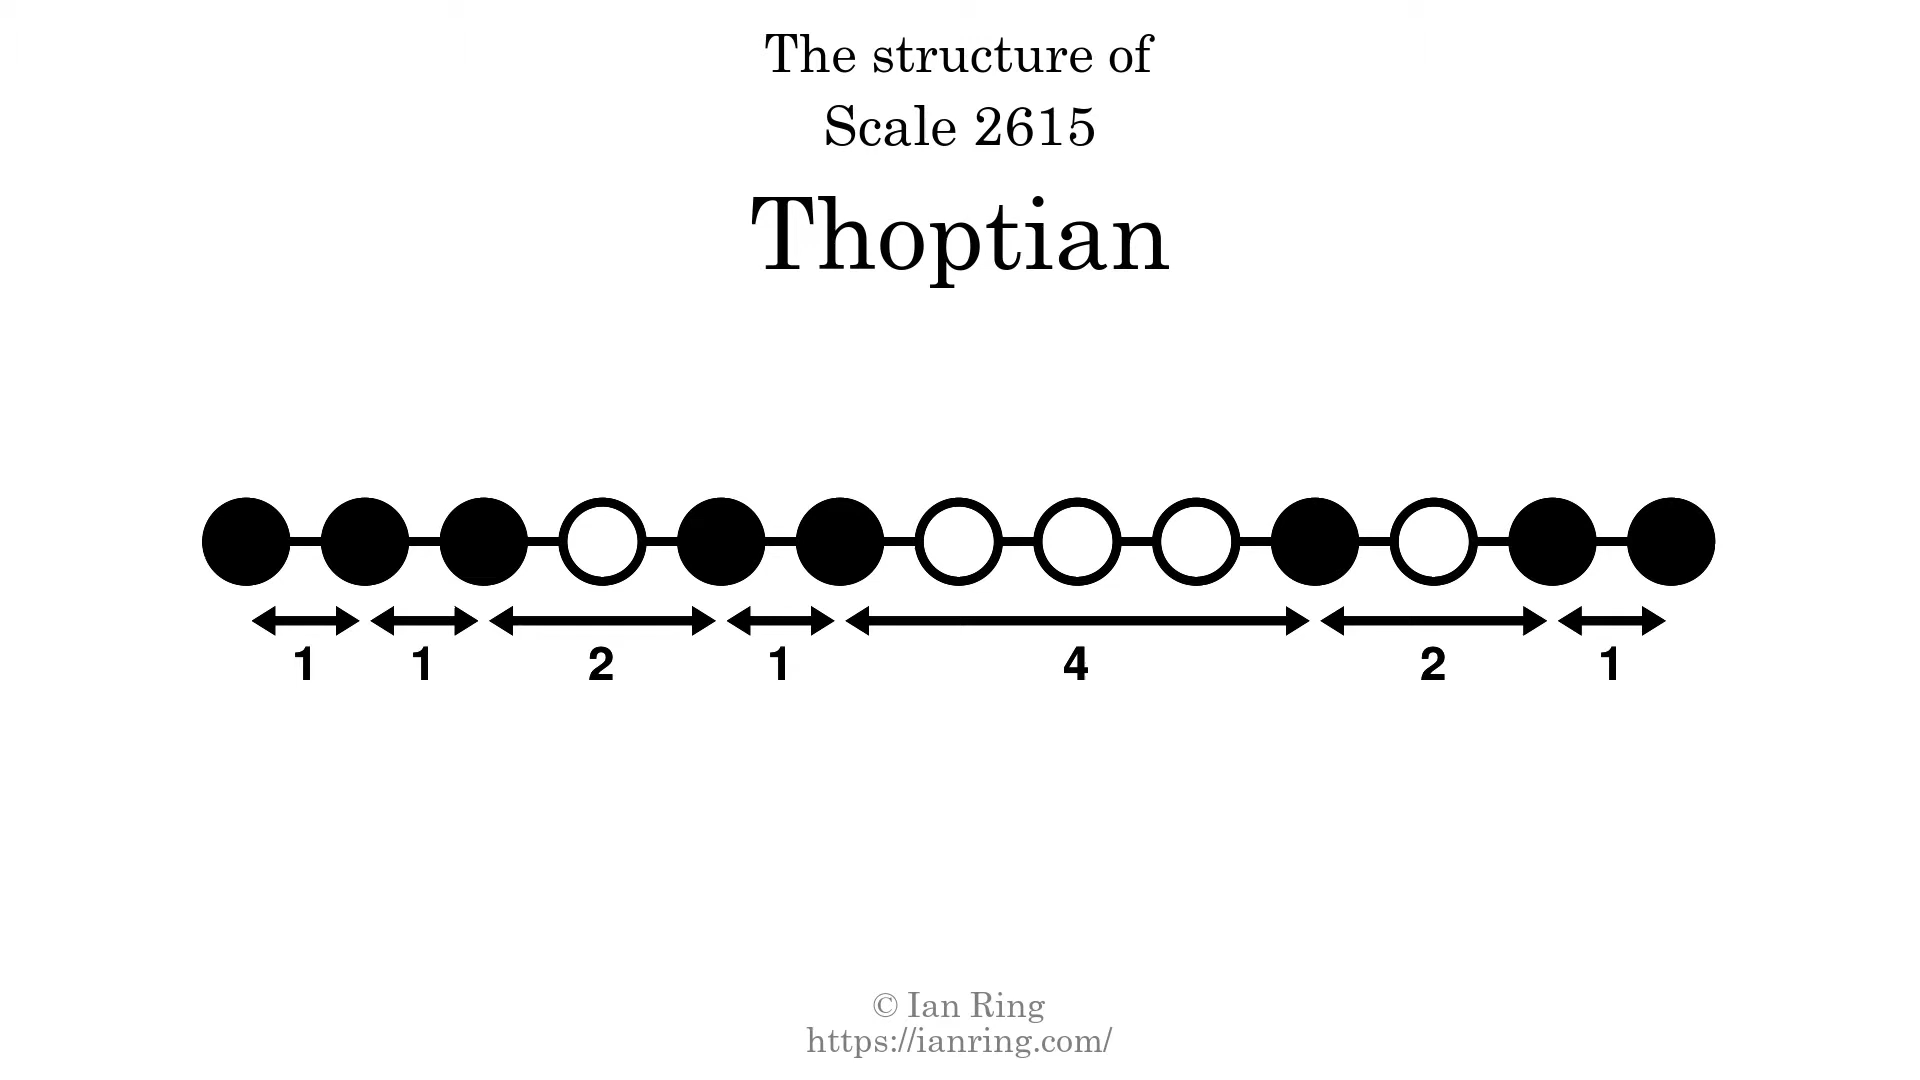 The structure of
Scale 2615
Thoptian
1 1 2 1 4 2 1
© Ian Ring
https://ianring.com/